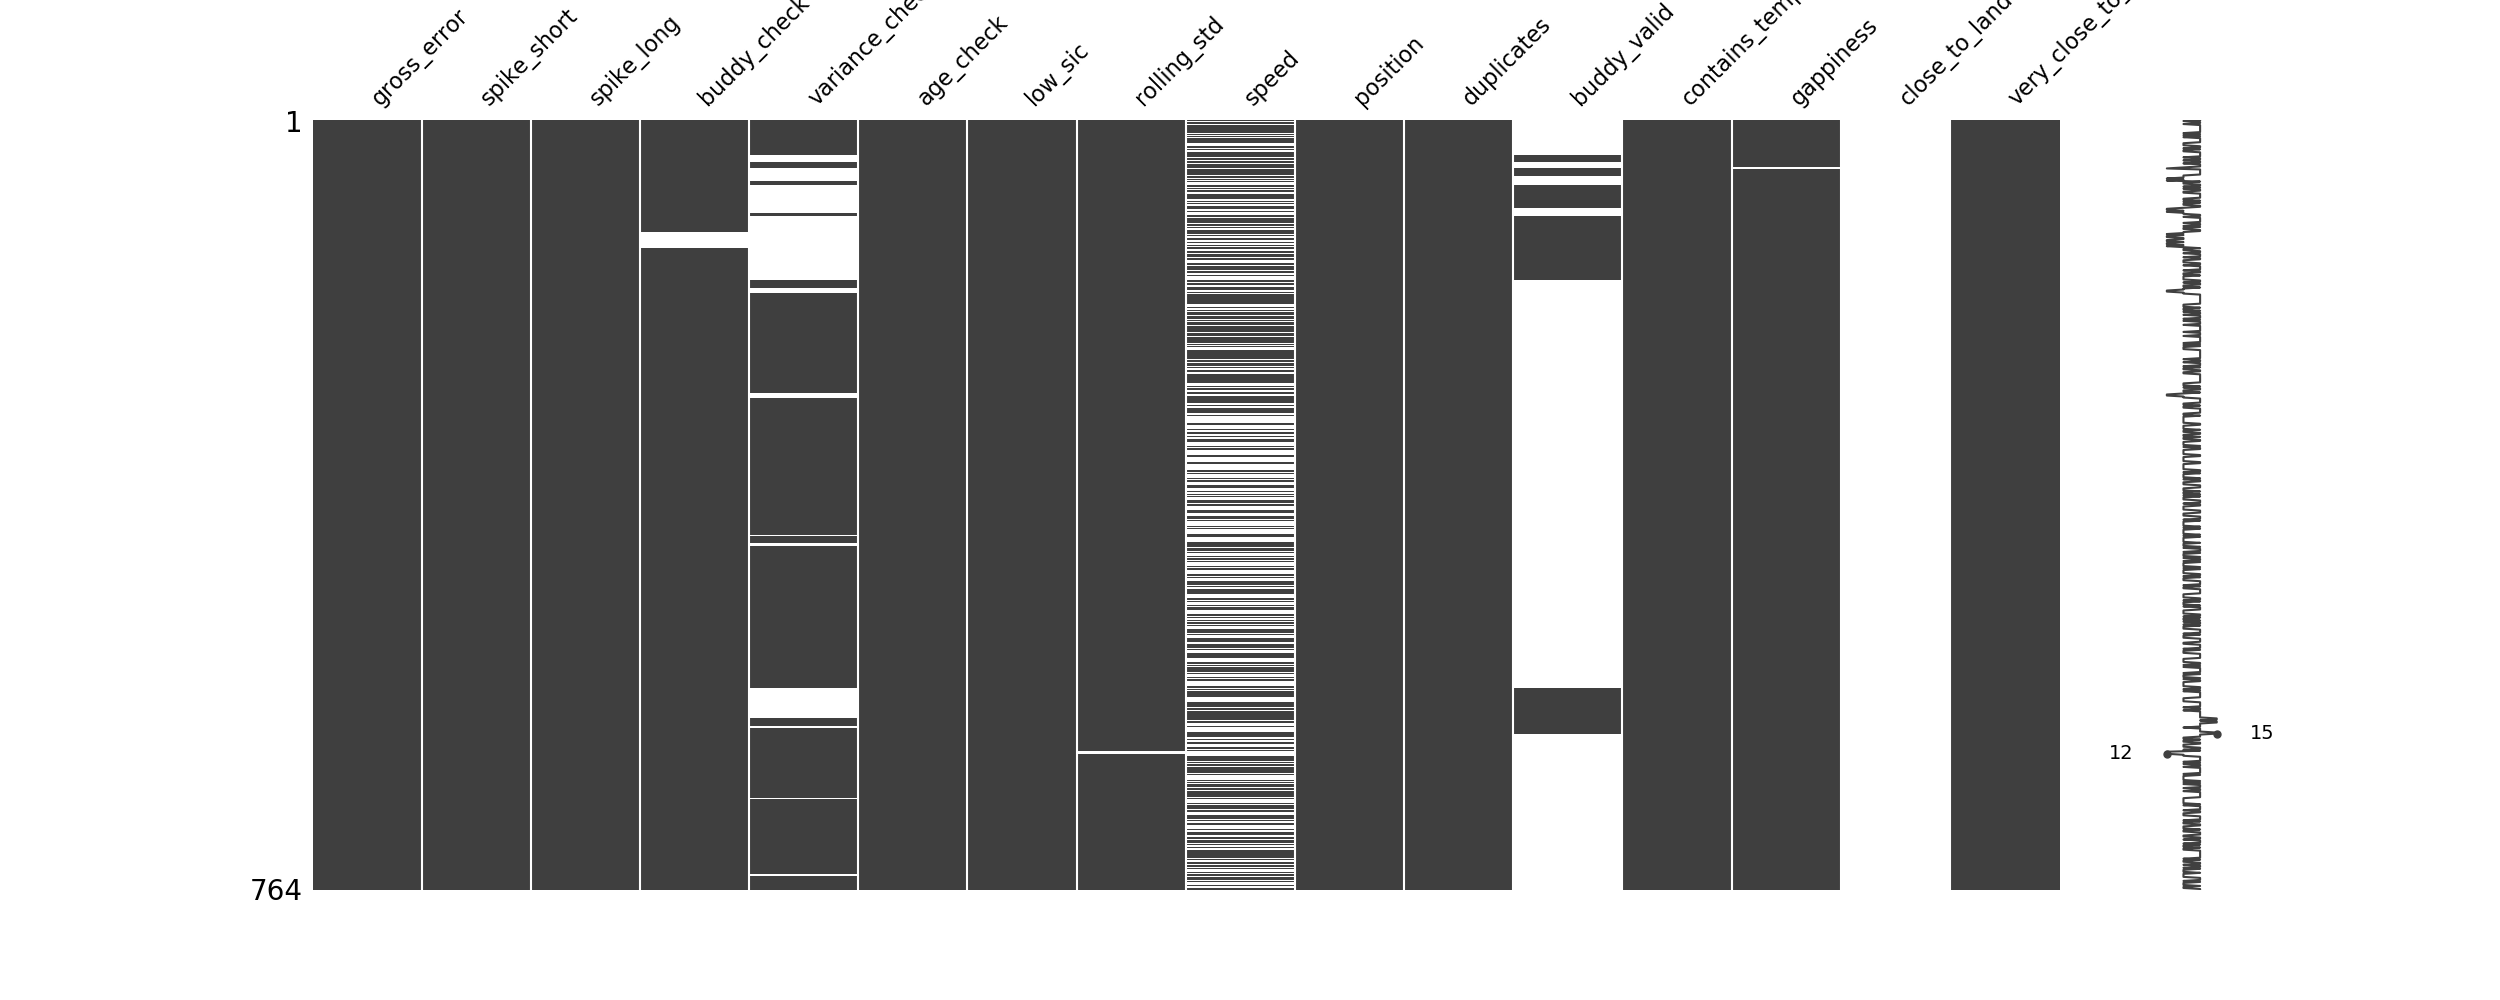 gross_error
spike_short
spike_long
buddy_check
variance_che
age_check
low_sic
rolling_std
speed
position
duplicates
buddy_valid
contains_temp
gappiness
close_to_land
very_close_to_
1
15
12
764